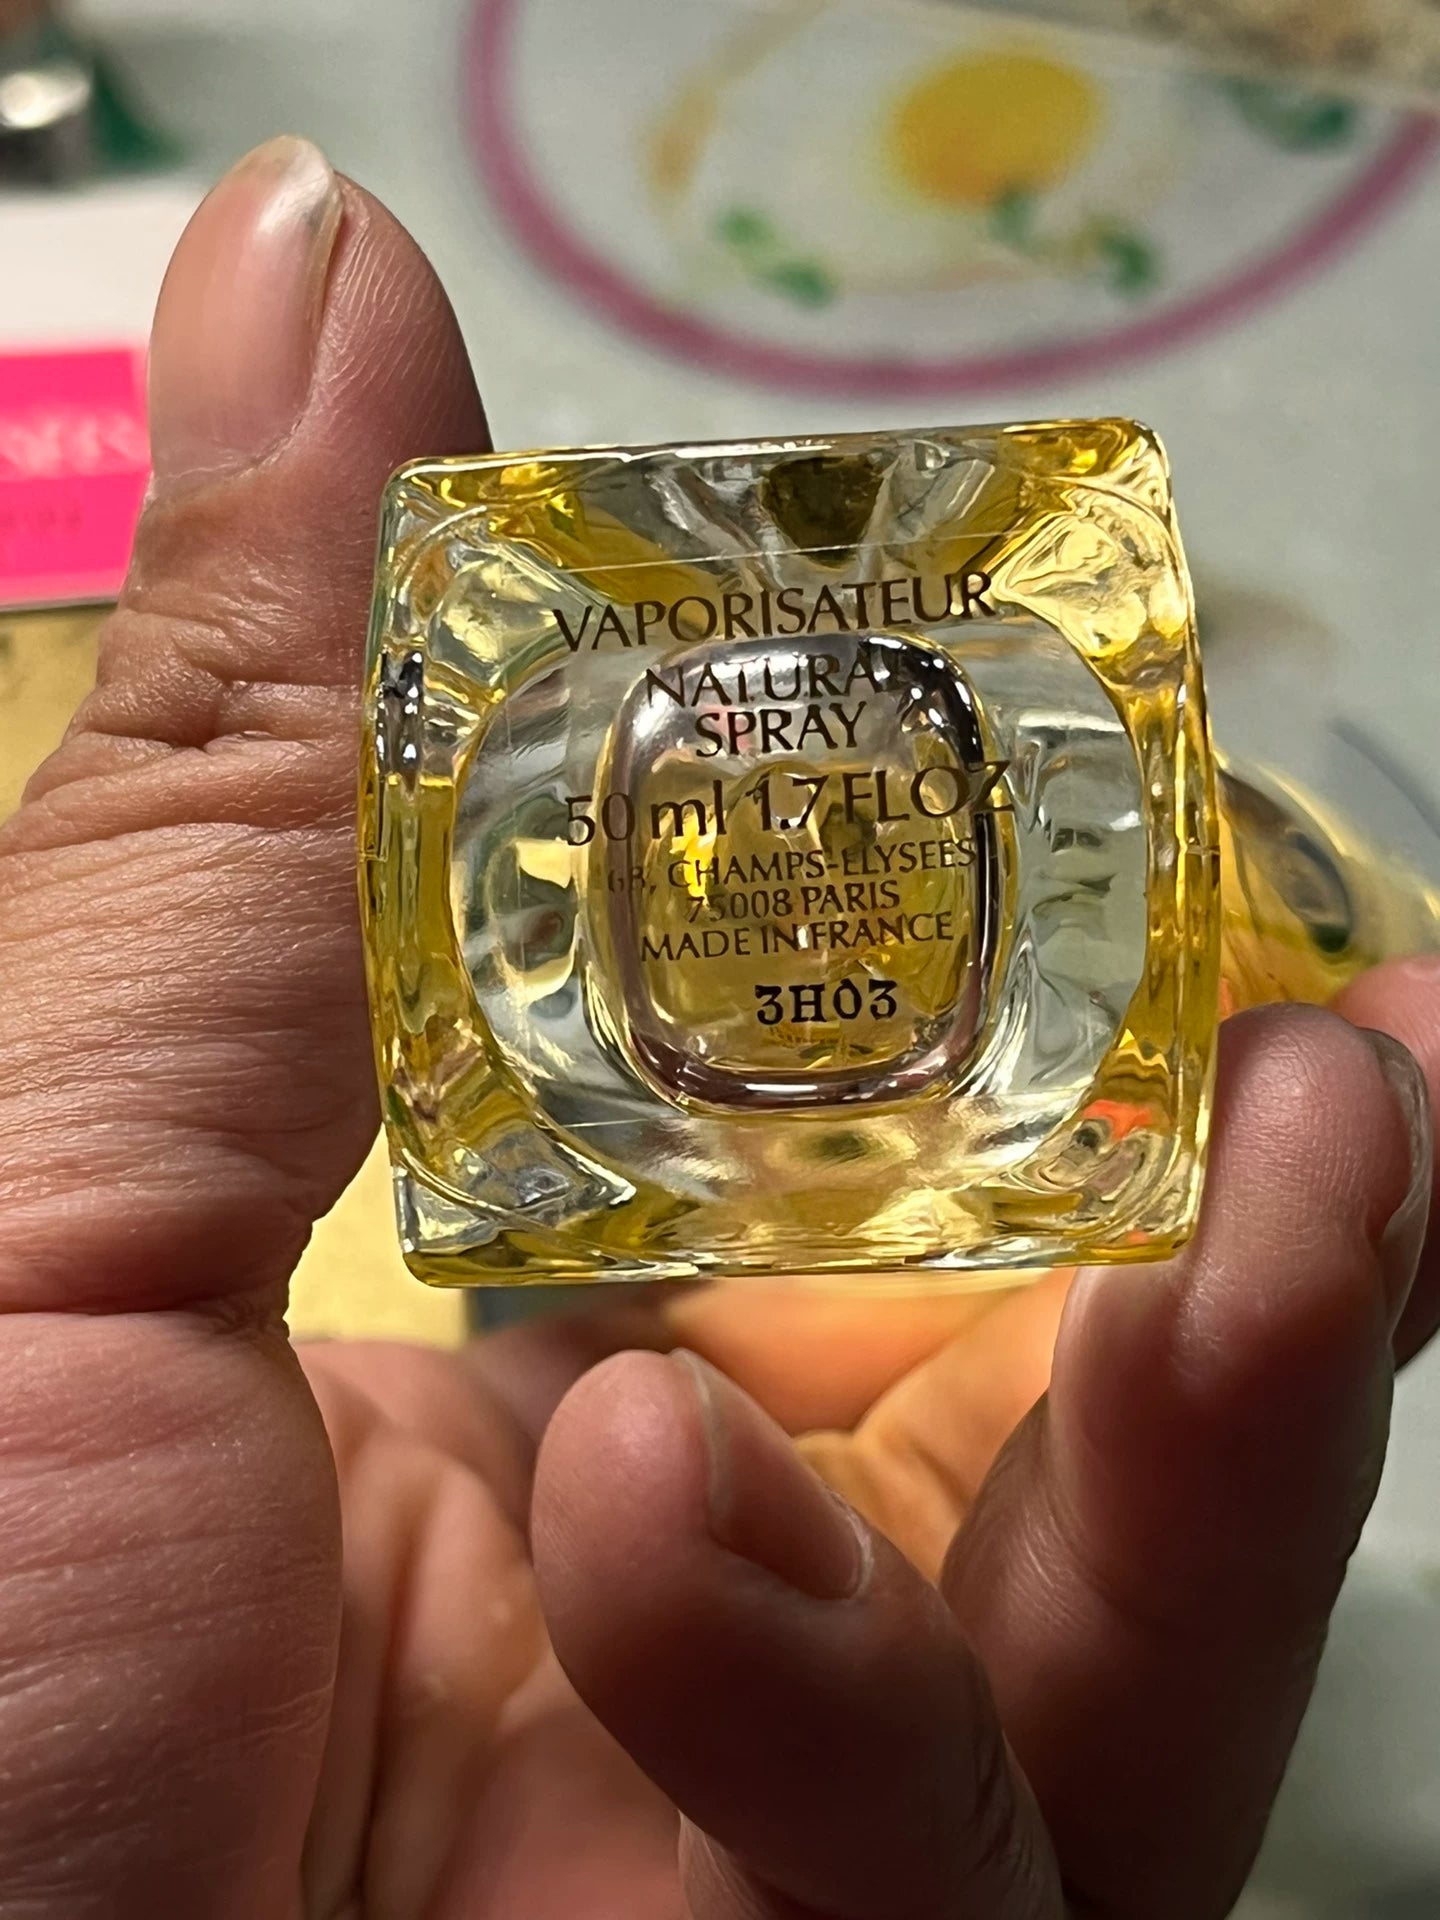 VAPORISATEUR
NATURAL
SPRAY
50 ml 1.7 FL OZ
68, CHAMPS-ELYSEES
75008 PARIS
MADE IN FRANCE
3H03